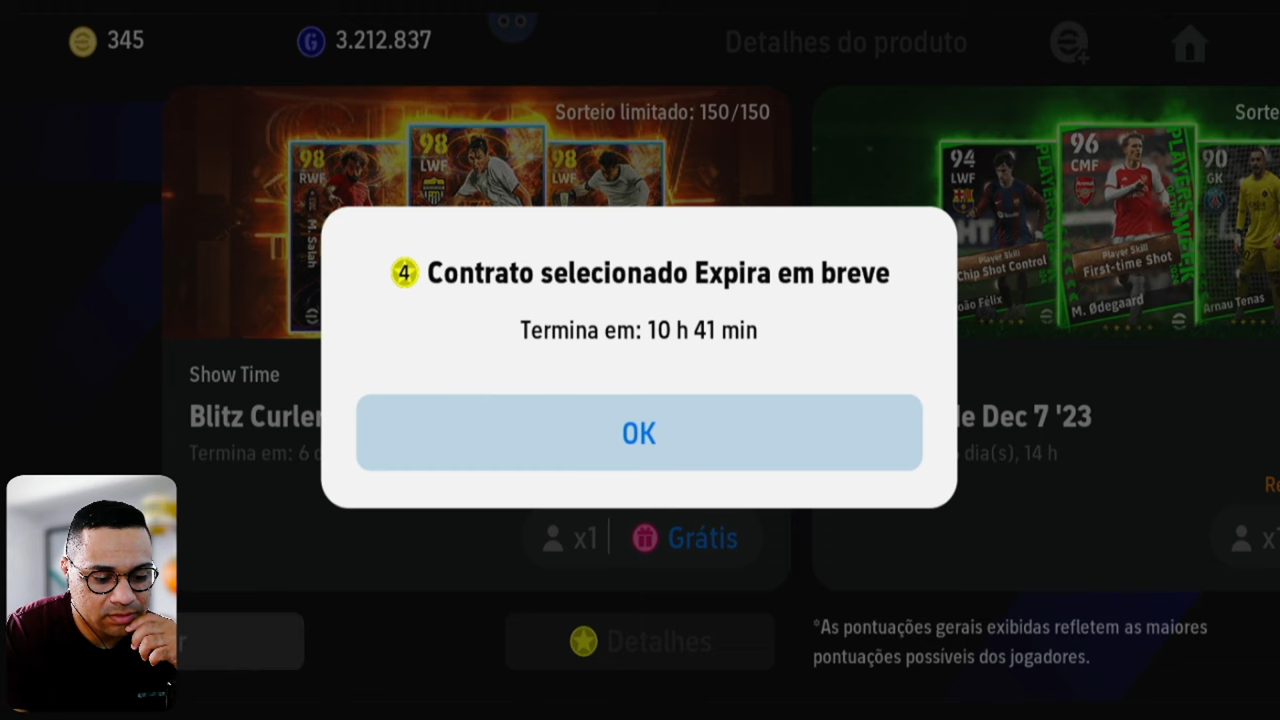 345
3.212.837
Detalhes do produto
Sorteio limitado: 150/150
Sorte
98
RWF
M. Salah
98
LWF
98
LWF
94
LWF
Chip Shot Control
João Félix
96
CMF
PLAYERS
WEEK
Player Skill
First-time Shot
M. Ødegaard
90
GK
Arnau Tenas
4 Contrato selecionado Expira em breve
Termina em: 10 h 41 min
OK
Show Time
Blitz Curler
Termina em: 6 d
de Dec 7 '23
dia(s), 14 h
Re
x1
Grátis
x
r
Detalhes
*As pontuações gerais exibidas refletem as maiores
pontuações possíveis dos jogadores.